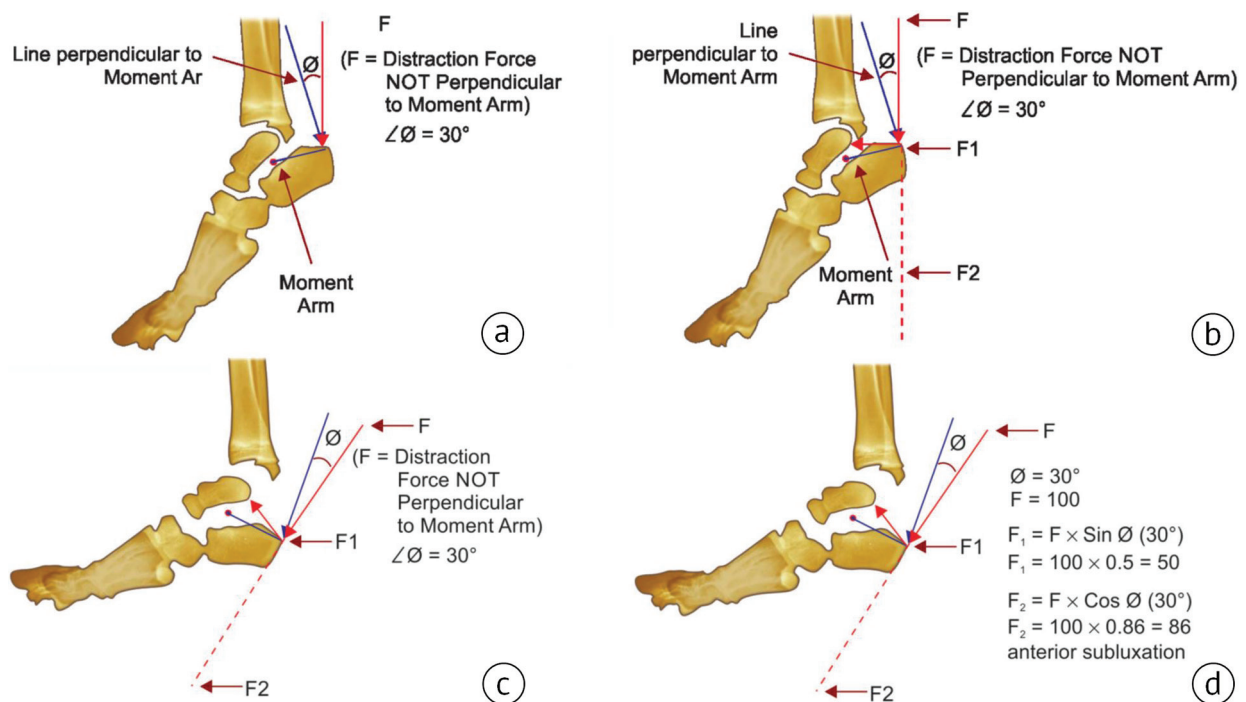 Line perpendicular to
Moment Ar
Ø
F
(F = Distraction Force
NOT Perpendicular
to Moment Arm)
∠Ø = 30°
Moment
Arm
a
Line
perpendicular to
Moment Arm
Ø
F
(F = Distraction Force NOT
Perpendicular to Moment Arm)
∠Ø = 30°
F1
Moment
Arm
F2
b
F
Ø
(F = Distraction
Force NOT
Perpendicular
to Moment Arm)
F1
∠Ø = 30°
F2
c
F
Ø
Ø = 30°
F = 100
F1
F₁ = F × Sin Ø (30°)
F₁ = 100 × 0.5 = 50
F₂ = F × Cos Ø (30°)
F₂ = 100 × 0.86 = 86
anterior subluxation
F2
d